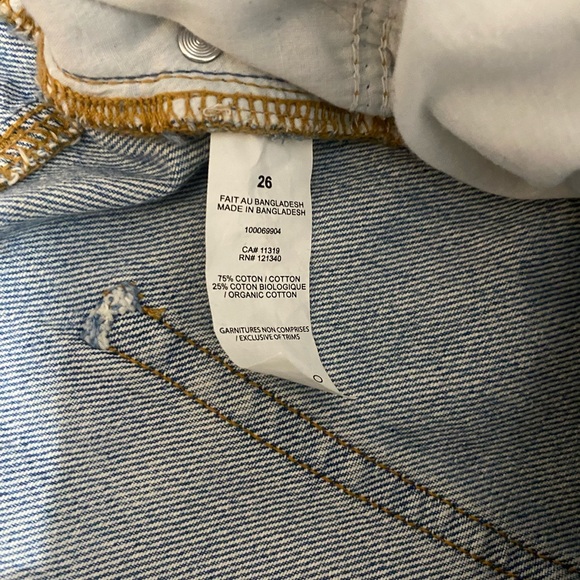 26
FAIT AU BANGLADESH
MADE IN BANGLADESH
100069904
CA# 11319
RN# 121340
75% COTON / COTTON
25% COTON BIOLOGIQUE
/ ORGANIC COTTON
GARNITURES NON COMPRISES
/ EXCLUSIVE OF TRIMS